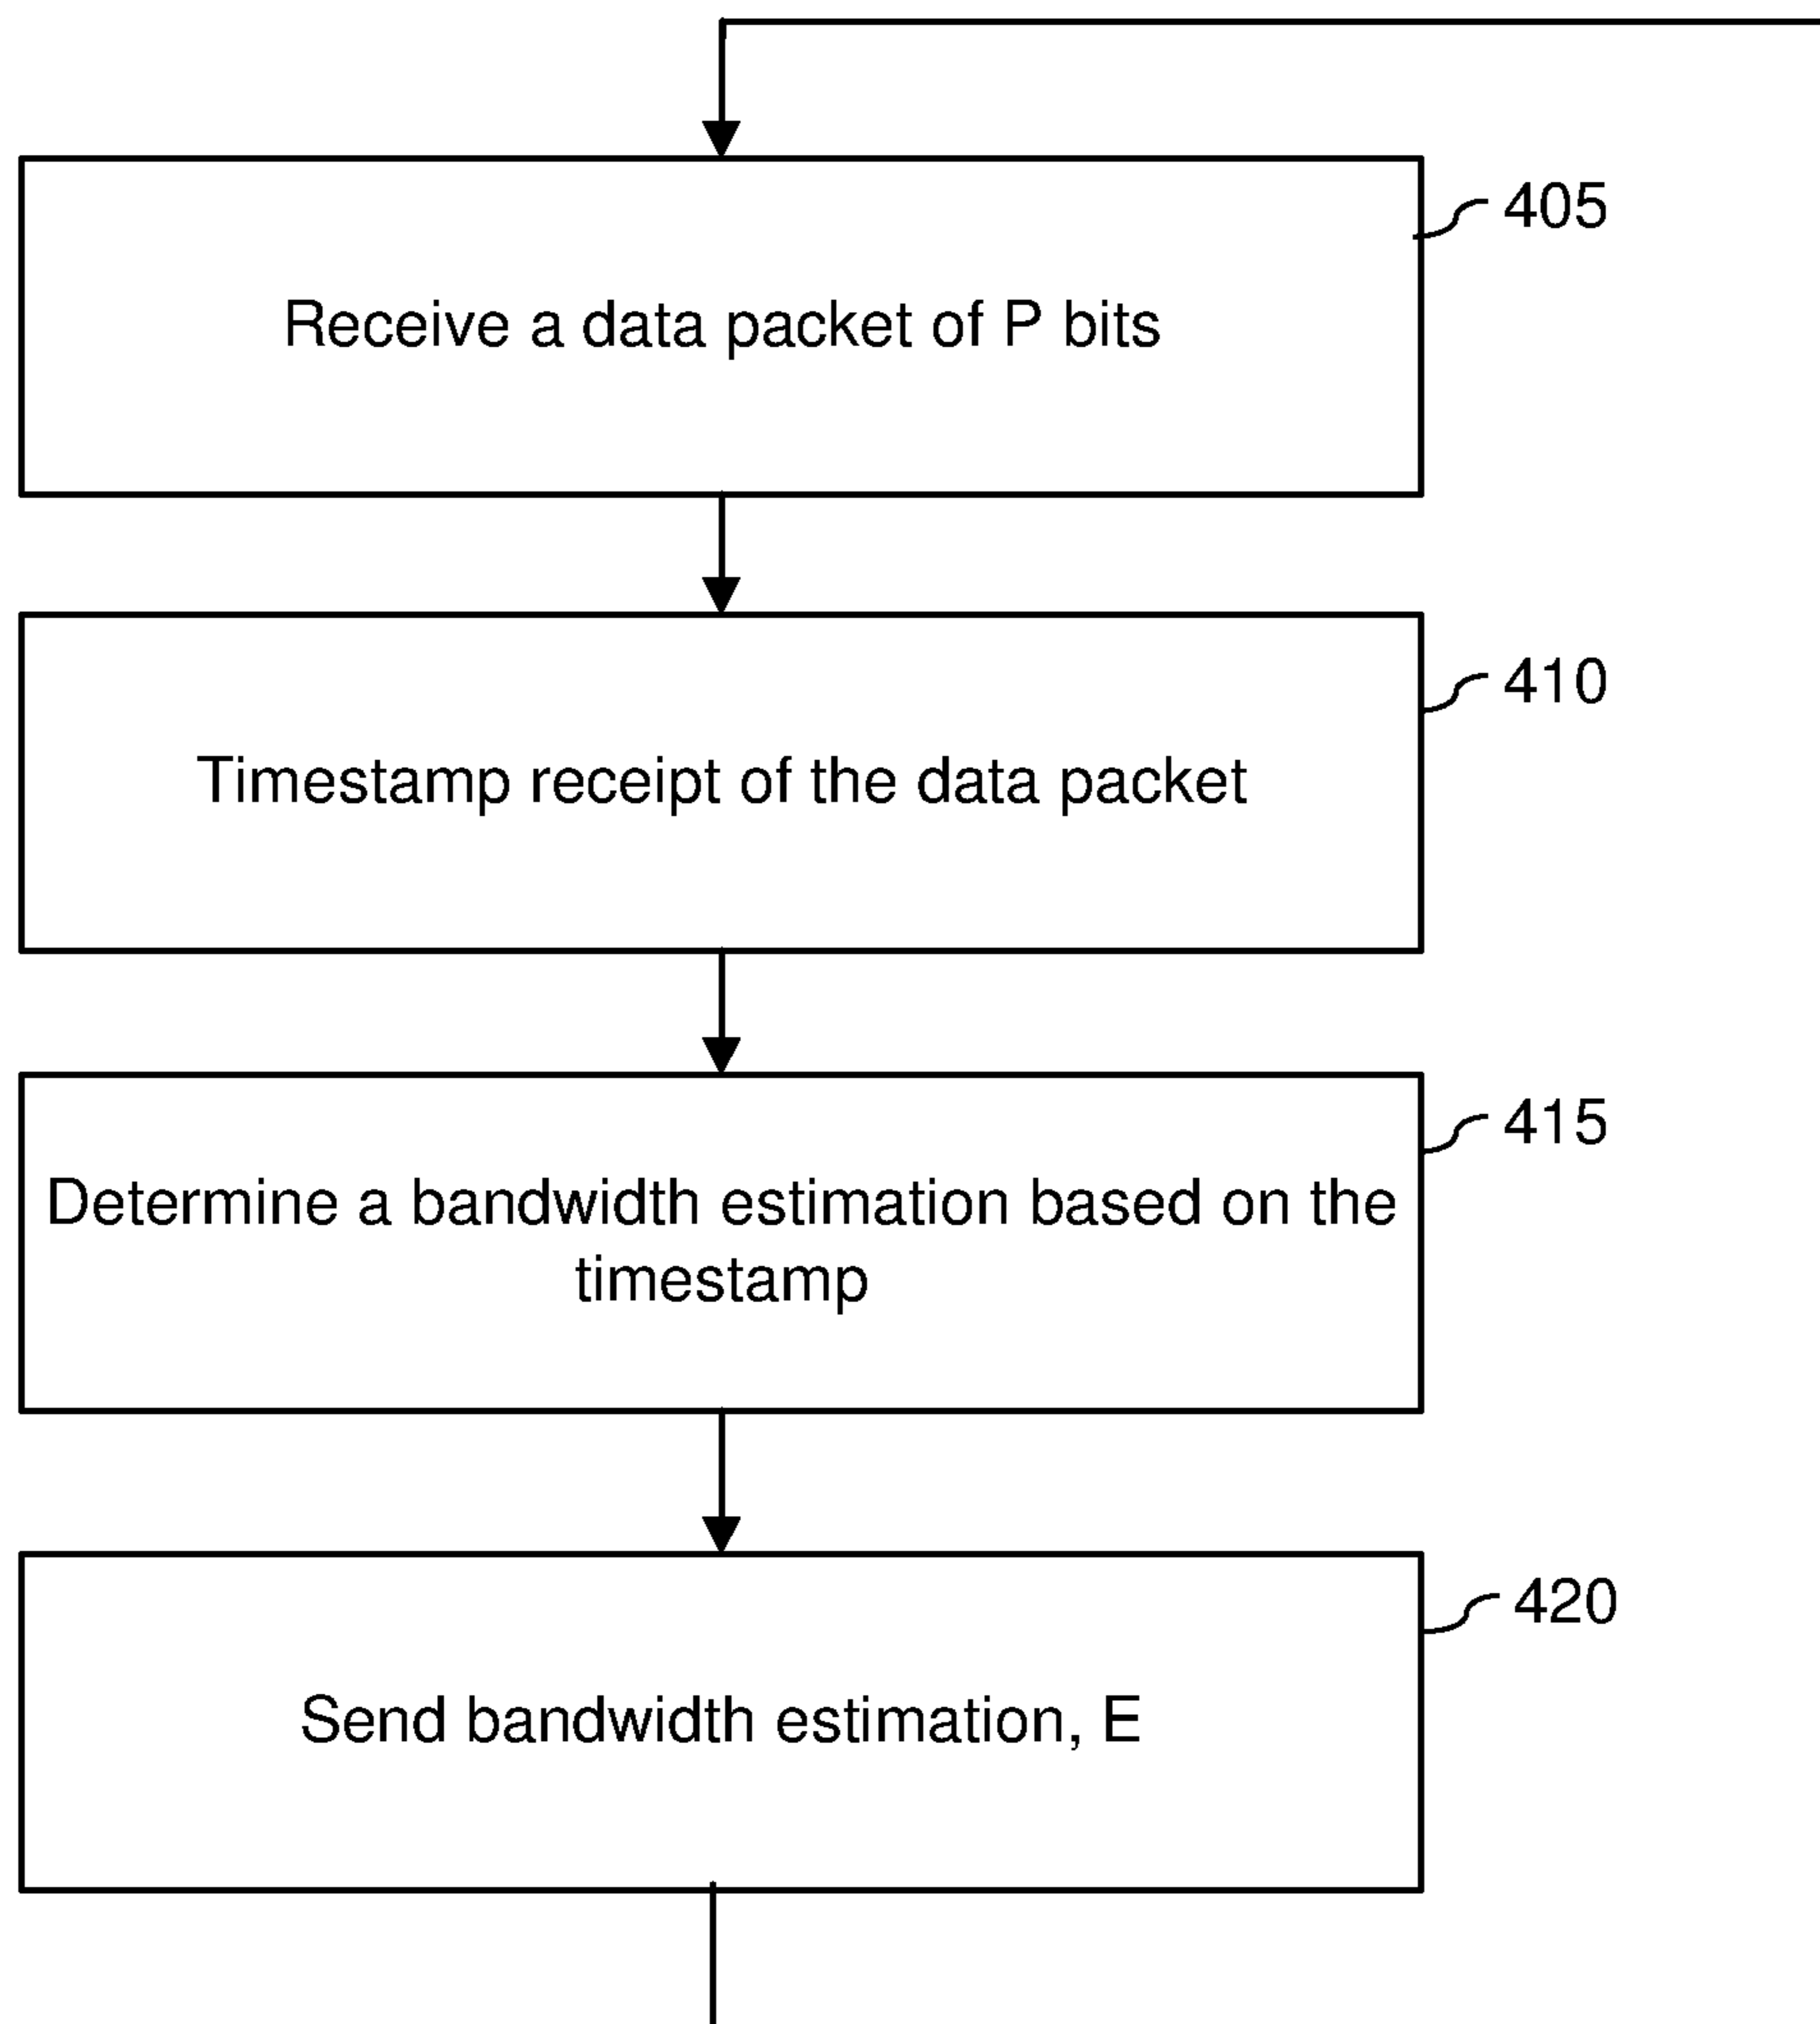 405
Receive a data packet of P bits
410
Timestamp receipt of the data packet
415
Determine a bandwidth estimation based on the
timestamp
420
Send bandwidth estimation, E